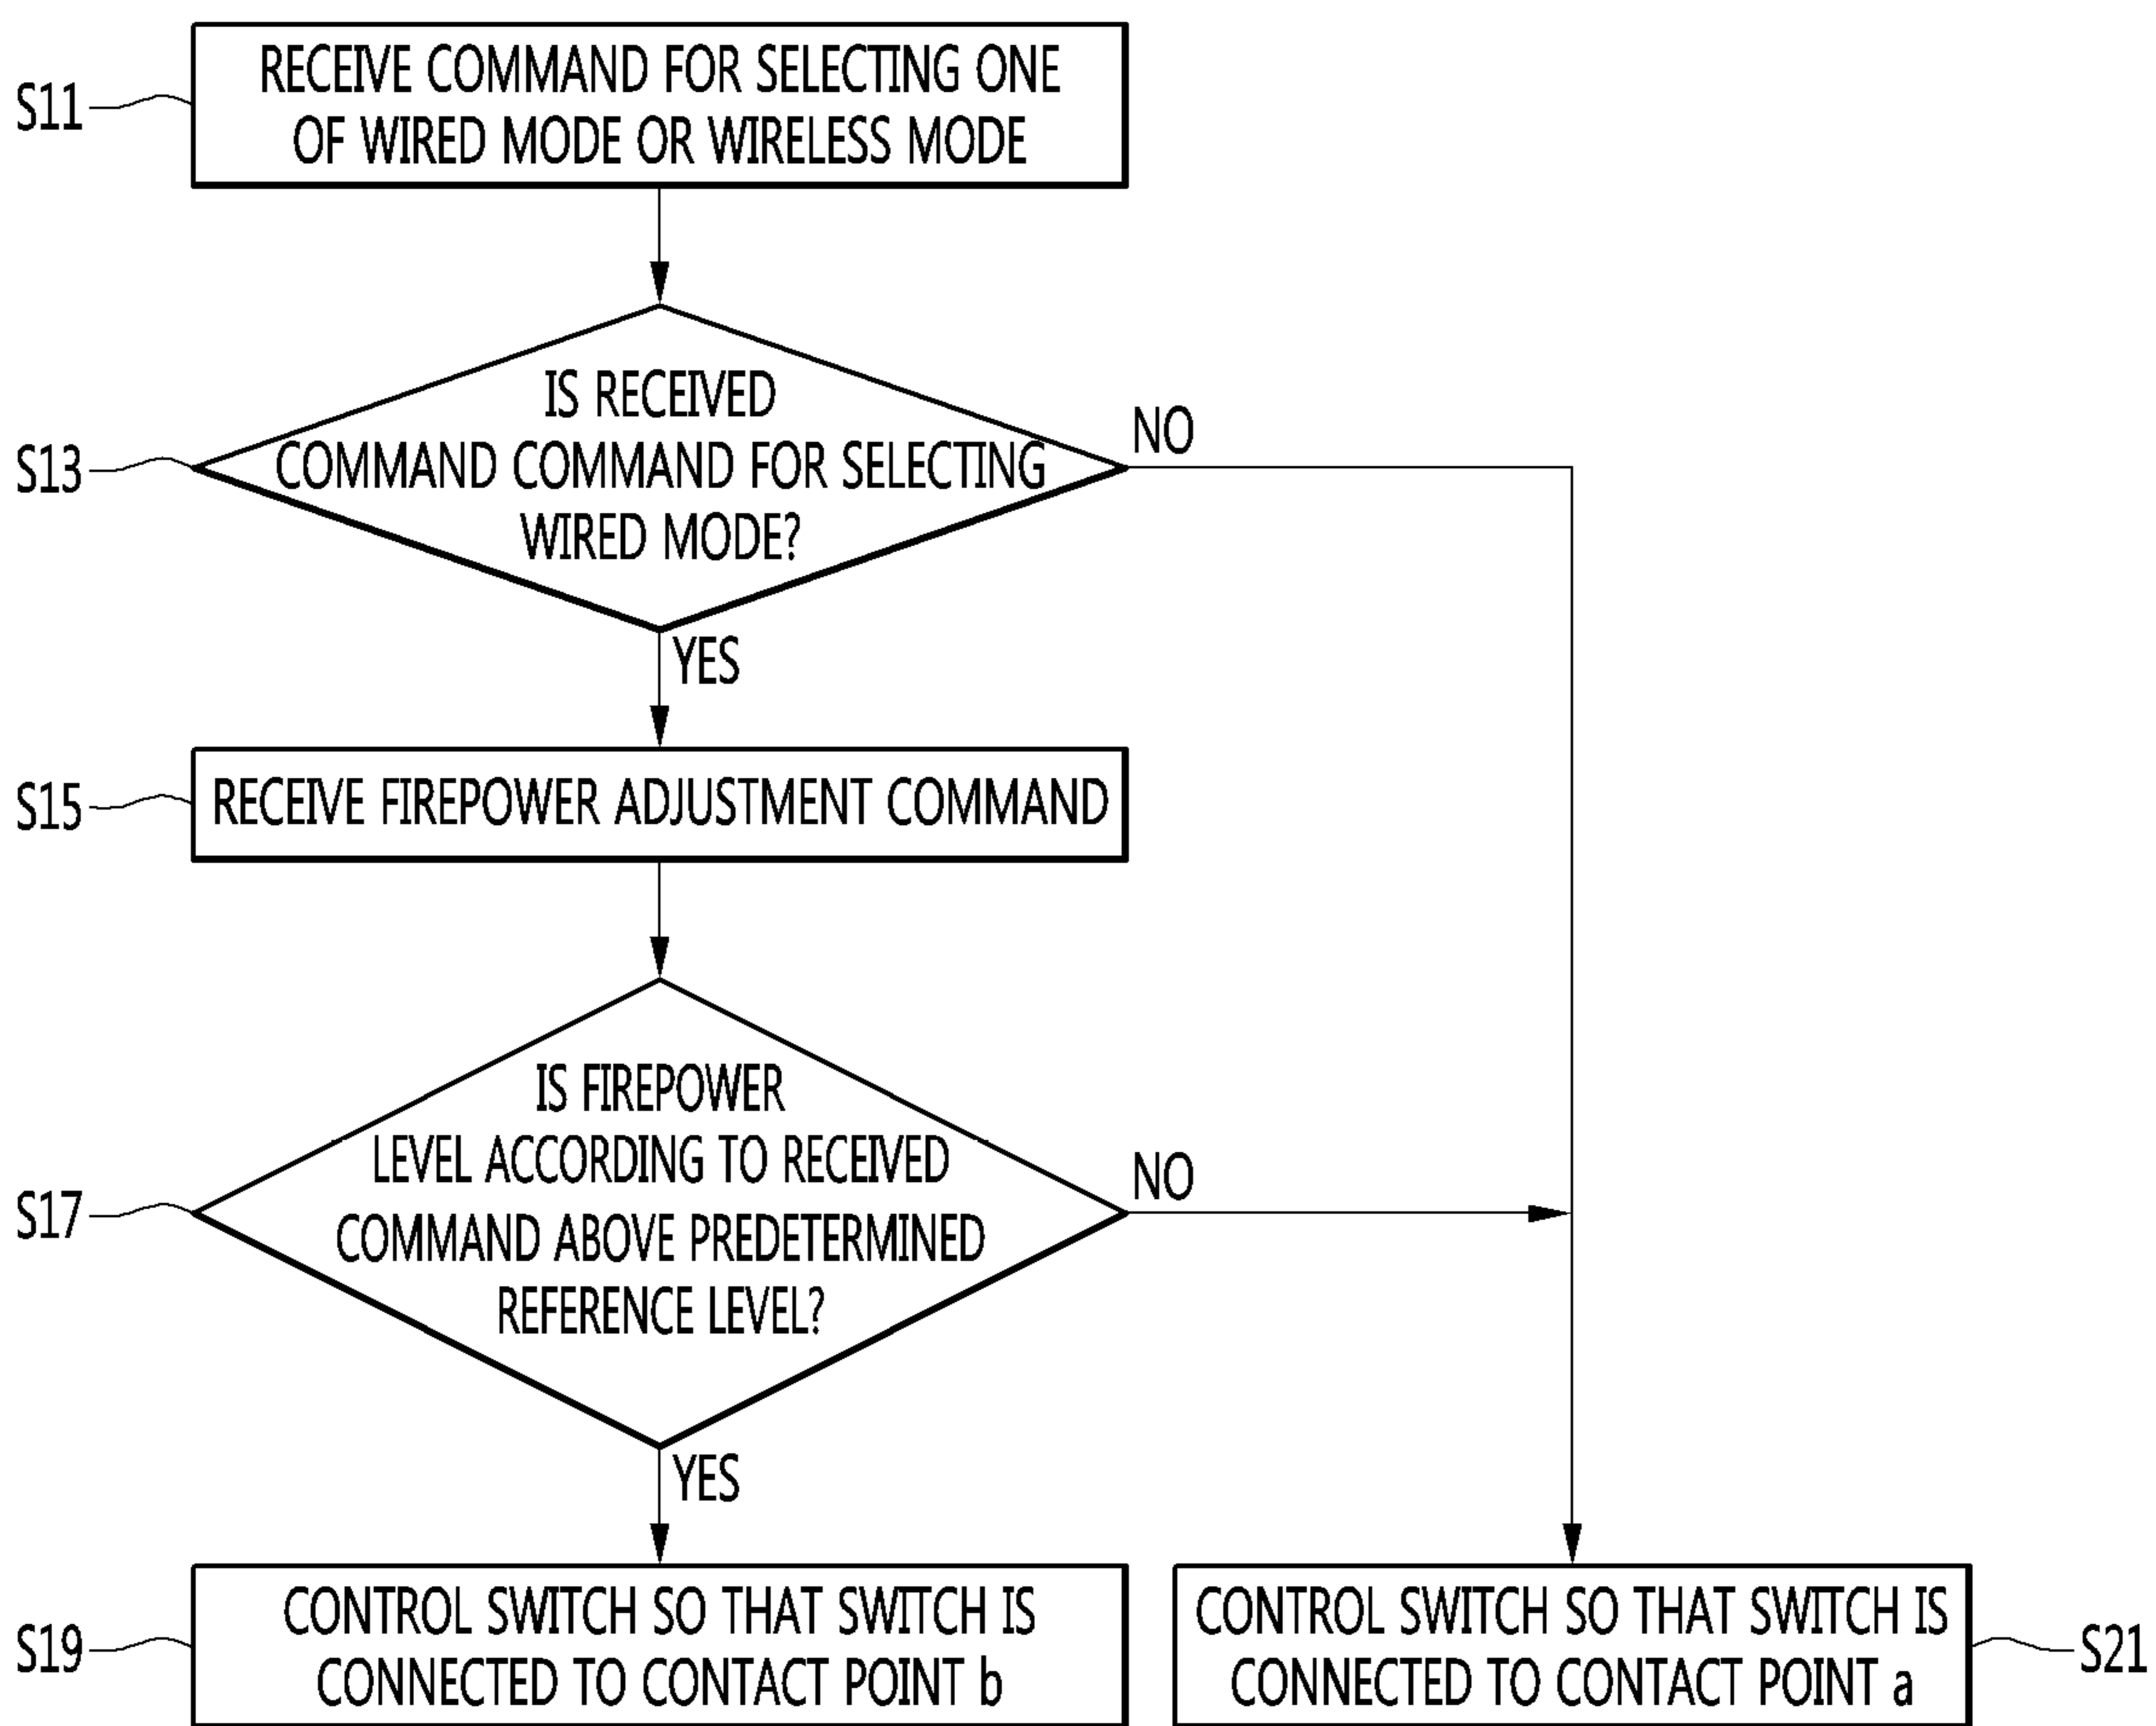 S11
RECEIVE COMMAND FOR SELECTING ONE
OF WIRED MODE OR WIRELESS MODE
S13
IS RECEIVED
COMMAND COMMAND FOR SELECTING
WIRED MODE?
NO
YES
S15
RECEIVE FIREPOWER ADJUSTMENT COMMAND
S17
IS FIREPOWER
LEVEL ACCORDING TO RECEIVED
COMMAND ABOVE PREDETERMINED
REFERENCE LEVEL?
NO
YES
S19
CONTROL SWITCH SO THAT SWITCH IS
CONNECTED TO CONTACT POINT b
CONTROL SWITCH SO THAT SWITCH IS
CONNECTED TO CONTACT POINT a
S21